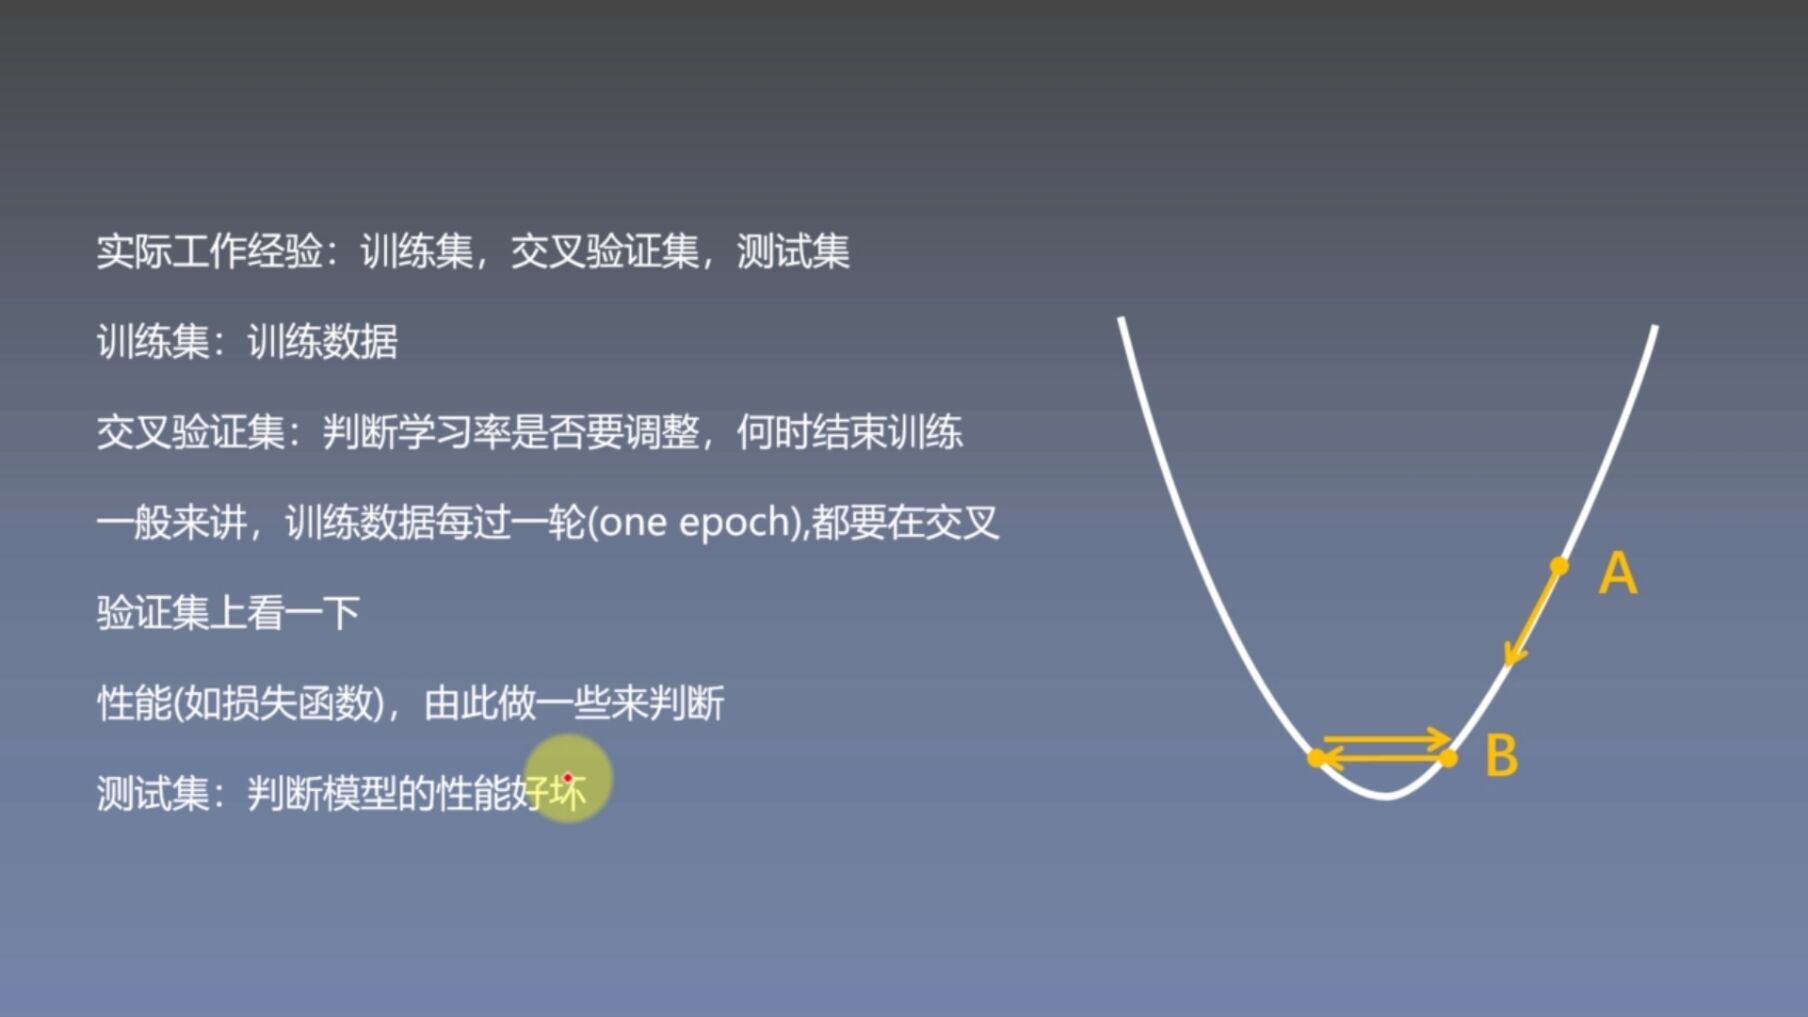 实际工作经验：训练集，交叉验证集，测试集
训练集：训练数据
交叉验证集：判断学习率是否要调整，何时结束训练
一般来讲，训练数据每过一轮(one epoch),都要在交叉
验证集上看一下
性能(如损失函数)，由此做一些来判断
测试集：判断模型的性能好坏
A
B